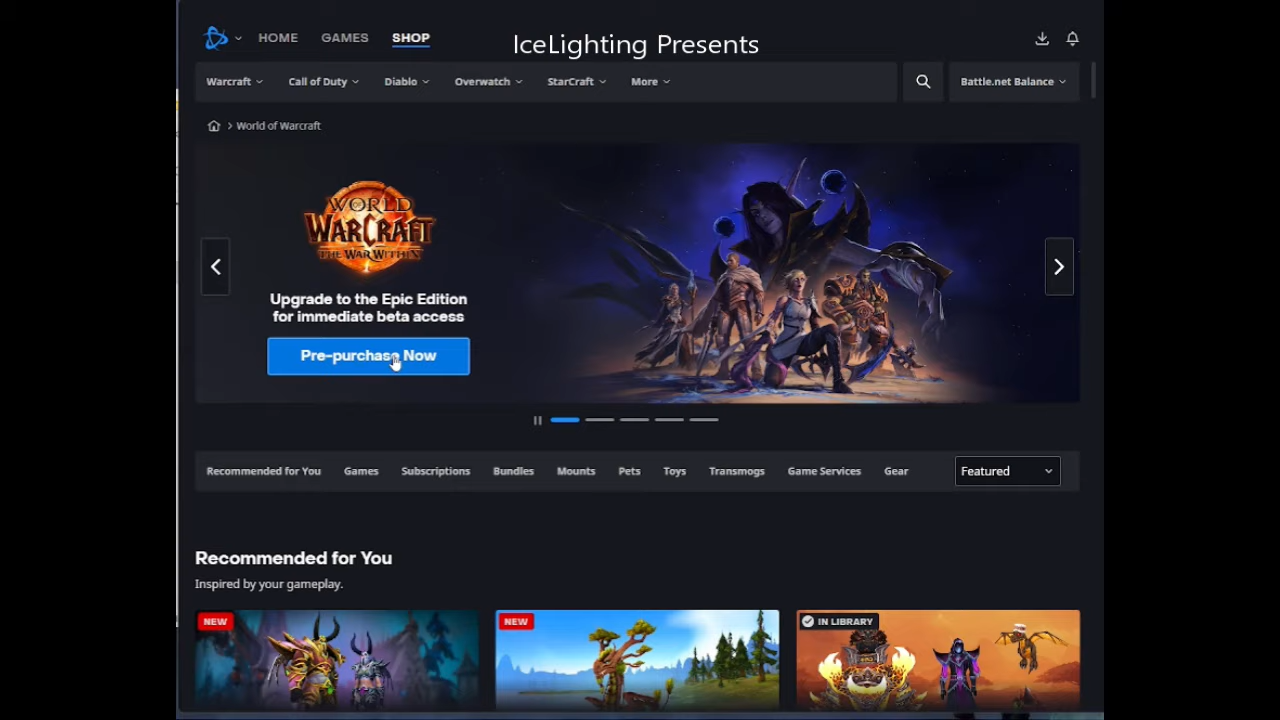 HOME GAMES SHOP
IceLighting Presents
Warcraft Call of Duty Diablo Overwatch StarCraft More Battle.net Balance
World of Warcraft
WORLD
WARCRAFT
THE WAR WITHIN
Upgrade to the Epic Edition
for immediate beta access
Pre-purchase Now
Recommended for You Games Subscriptions Bundles Mounts Pets Toys Transmogs Game Services Gear Featured
Recommended for You
Inspired by your gameplay.
NEW NEW IN LIBRARY